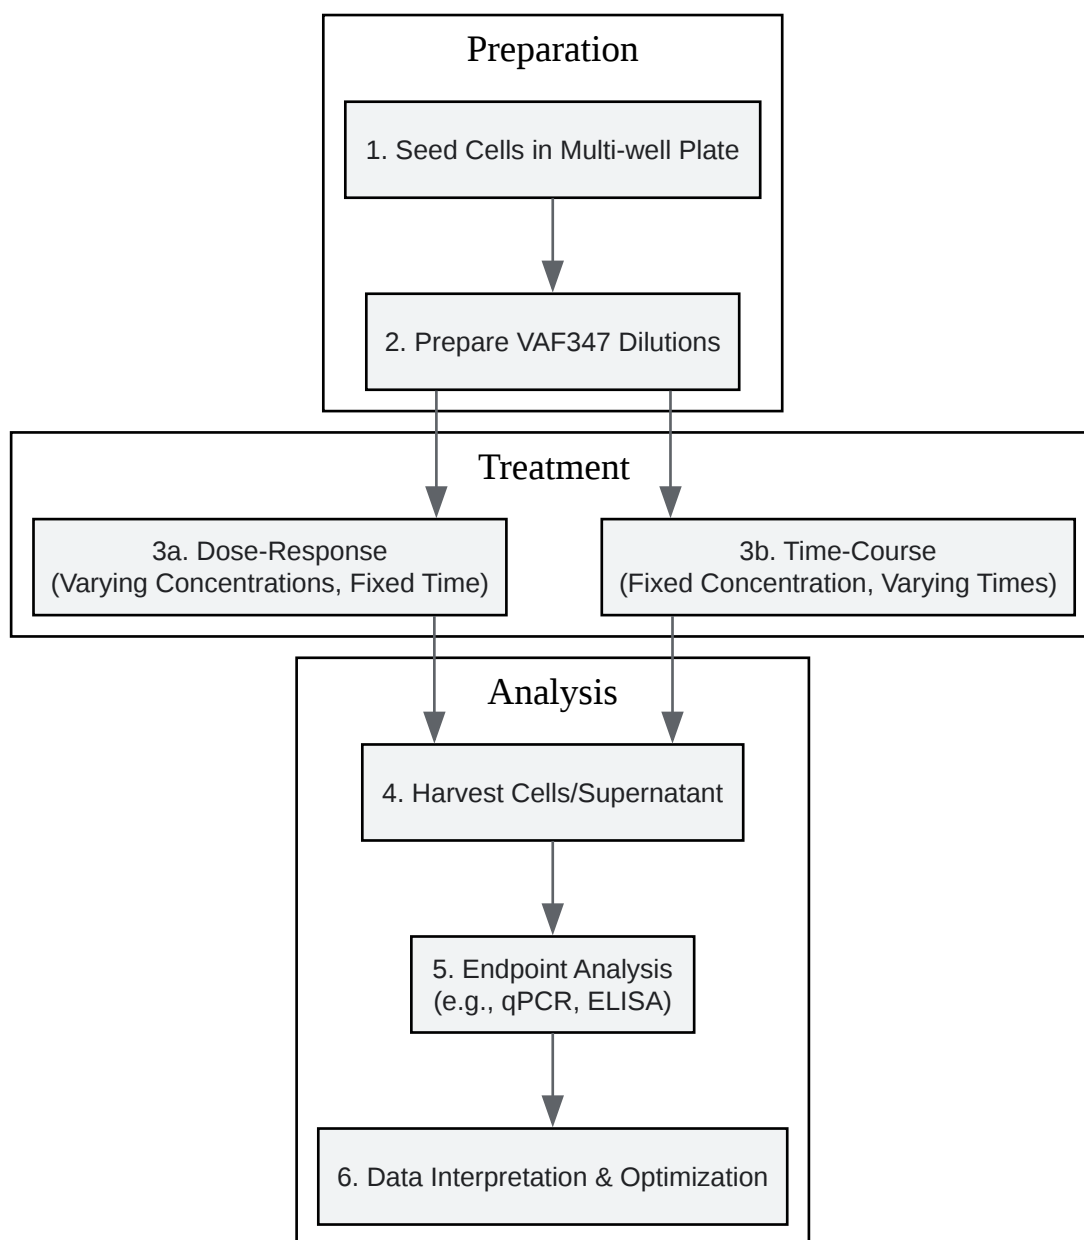 Preparation
1. Seed Cells in Multi-well Plate
2. Prepare VAF347 Dilutions
Treatment
3a. Dose-Response
(Varying Concentrations, Fixed Time)
3b. Time-Course
(Fixed Concentration, Varying Times)
Analysis
4. Harvest Cells/Supernatant
5. Endpoint Analysis
(e.g., qPCR, ELISA)
6. Data Interpretation & Optimization